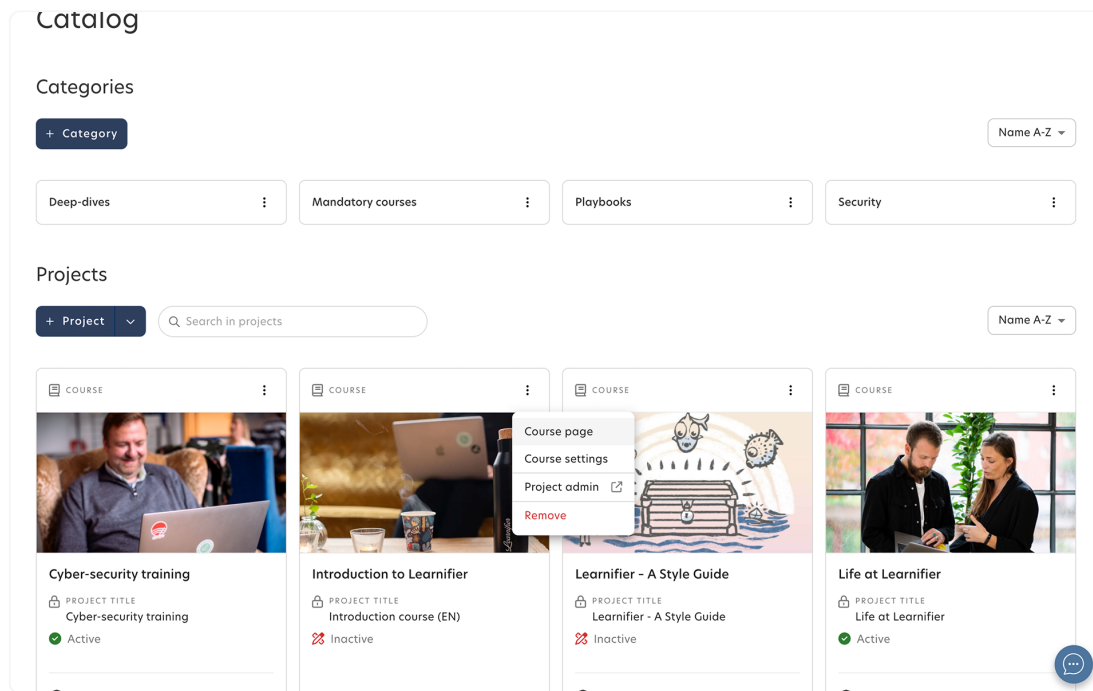 Catalog
Categories
+ Category
Name A-Z
Deep-dives
Mandatory courses
Playbooks
Security
Projects
+ Project
Search in projects
Name A-Z
COURSE
COURSE
COURSE
COURSE
Course page
Course settings
Project admin
Remove
Learnifier
Cyber-security training
PROJECT TITLE
Cyber-security training
Active
Introduction to Learnifier
PROJECT TITLE
Introduction course (EN)
Inactive
Learnifier – A Style Guide
PROJECT TITLE
Learnifier - A Style Guide
Inactive
Life at Learnifier
PROJECT TITLE
Life at Learnifier
Active